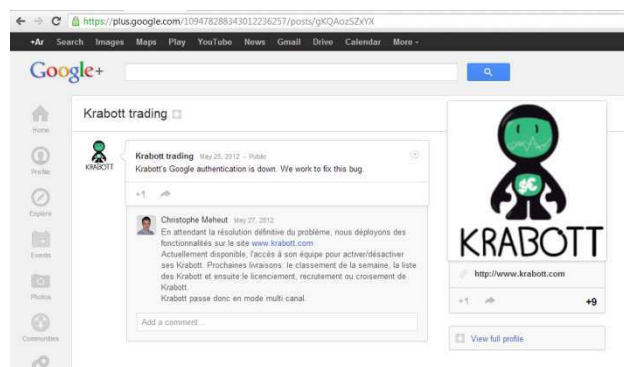 https://plus.google.com/109478288343012236257/posts/gKQAozSZxYX
+Ar Search Images Maps Play YouTube News Gmail Drive Calendar More
Google+
Home
Profile
Explore
Events
Photos
Communities
Krabott trading
KRABOTT
Krabott trading May 25, 2012 - Public
Krabott's Google authentication is down. We work to fix this bug.
+1
Christophe Meheut May 27, 2012
En attendant la résolution définitive du problème, nous déployons des
fonctionnalités sur le site www.krabott.com
Actuellement disponible, l'accés à son équipe pour activer/désactiver
ses Krabott. Prochaines livraisons: le classement de la semaine, la liste
des Krabott et ensuite le licenciement, recrutement ou croisement de
Krabott.
Krabott passe donc en mode multi canal.
Add a comment...
$€
KRABOTT
http://www.krabott.com
+1 +9
View full profile